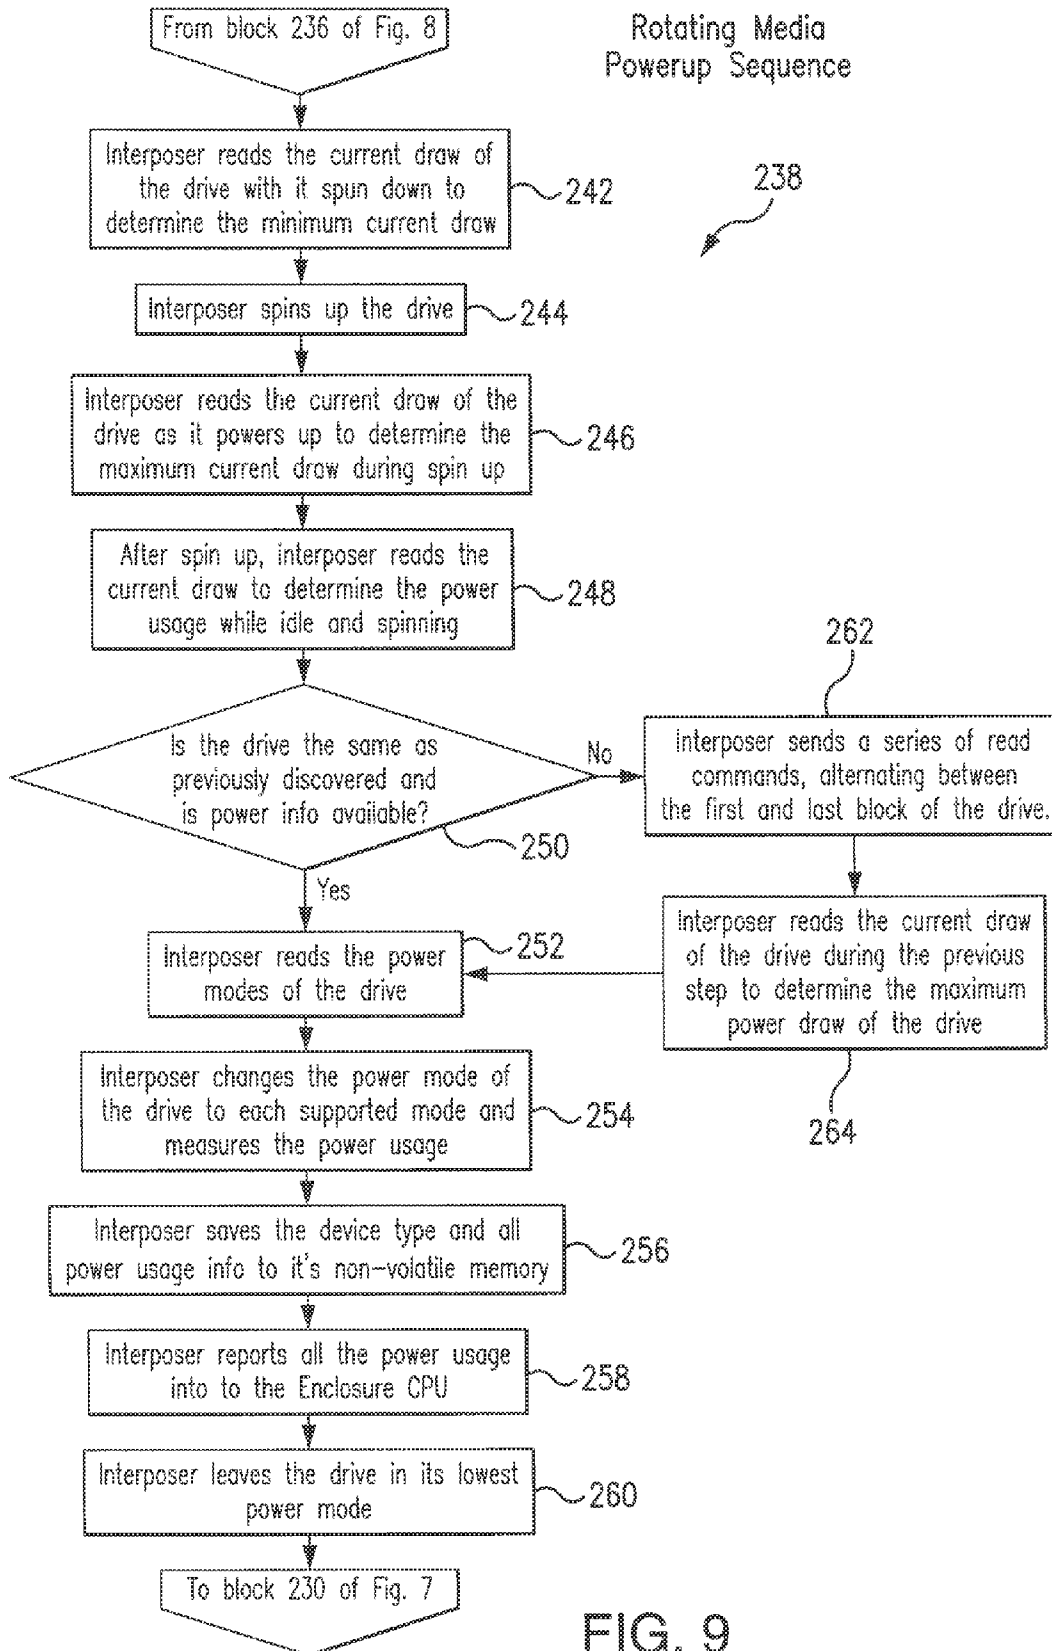 From block 236 of Fig. 8
Rotating Media
Powerup Sequence
238
Interposer reads the current draw of
the drive with it spun down to
determine the minimum current draw
242
Interposer spins up the drive
244
Interposer reads the current draw of the
drive as it powers up to determine the
maximum current draw during spin up
246
After spin up, interposer reads the
current draw to determine the power
usage while idle and spinning
248
Is the drive the same as
previously discovered and
is power info available?
250
No
262
Interposer sends a series of read
commands, alternating between
the first and last block of the drive.
Yes
Interposer reads the current draw
of the drive during the previous
step to determine the maximum
power draw of the drive
264
Interposer reads the power
modes of the drive
252
Interposer changes the power mode of
the drive to each supported mode and
measures the power usage
254
Interposer saves the device type and all
power usage info to it's non-volatile memory
256
Interposer reports all the power usage
into to the Enclosure CPU
258
Interposer leaves the drive in its lowest
power mode
260
To block 230 of Fig. 7
FIG. 9